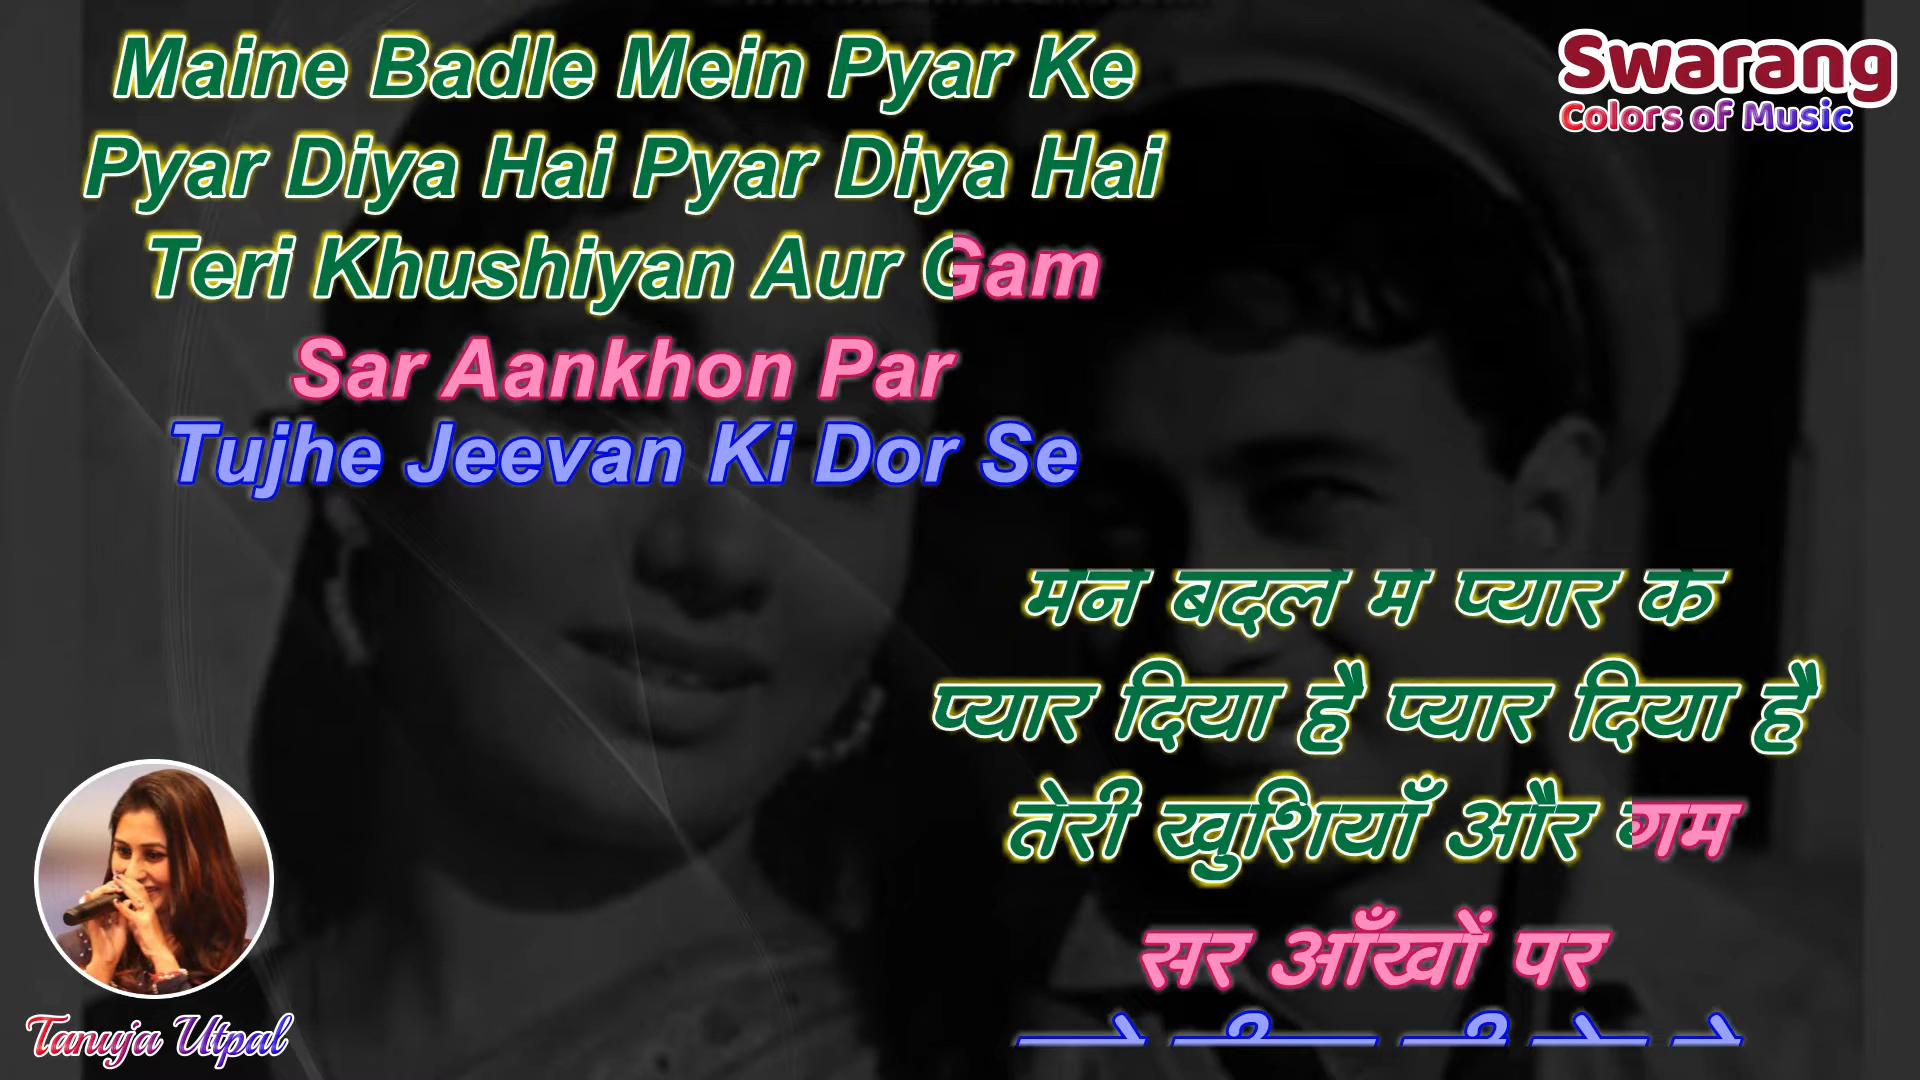 Maine Badle Mein Pyar Ke
Pyar Diya Hai Pyar Diya Hai
Teri Khushiyan Aur Gam
Sar Aankhon Par
Tujhe Jeevan Ki Dor Se
Swarang
Colors of Music
मैंने बदले में प्यार के
प्यार दिया है प्यार दिया है
तेरी खुशियाँ और गम
सर आँखों पर
Tanuja Utpal